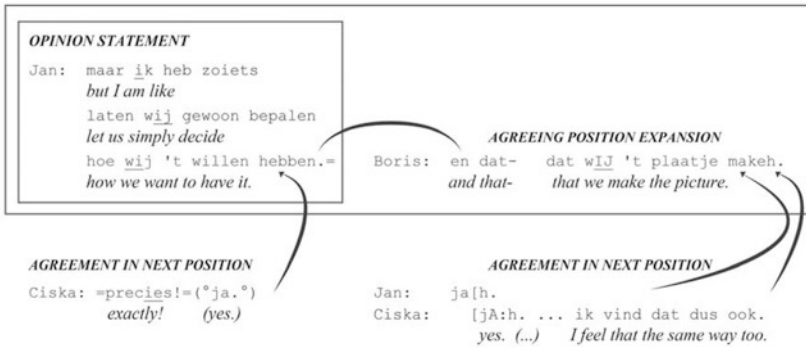 OPINION STATEMENT
Jan: maar ik heb zoiets
but I am like
laten wij gewoon bepalen
let us simply decide
hoe wij 't willen hebben.=
how we want to have it.
AGREEING POSITION EXPANSION
Boris: en dat- dat wIJ 't plaatje makeh.
and that- that we make the picture.
AGREEMENT IN NEXT POSITION
Ciska: =precies!=(°ja.°)
exactly! (yes.)
AGREEMENT IN NEXT POSITION
Jan: ja[h.
Ciska: [jA:h. ... ik vind dat dus ook.
yes. (...) I feel that the same way too.